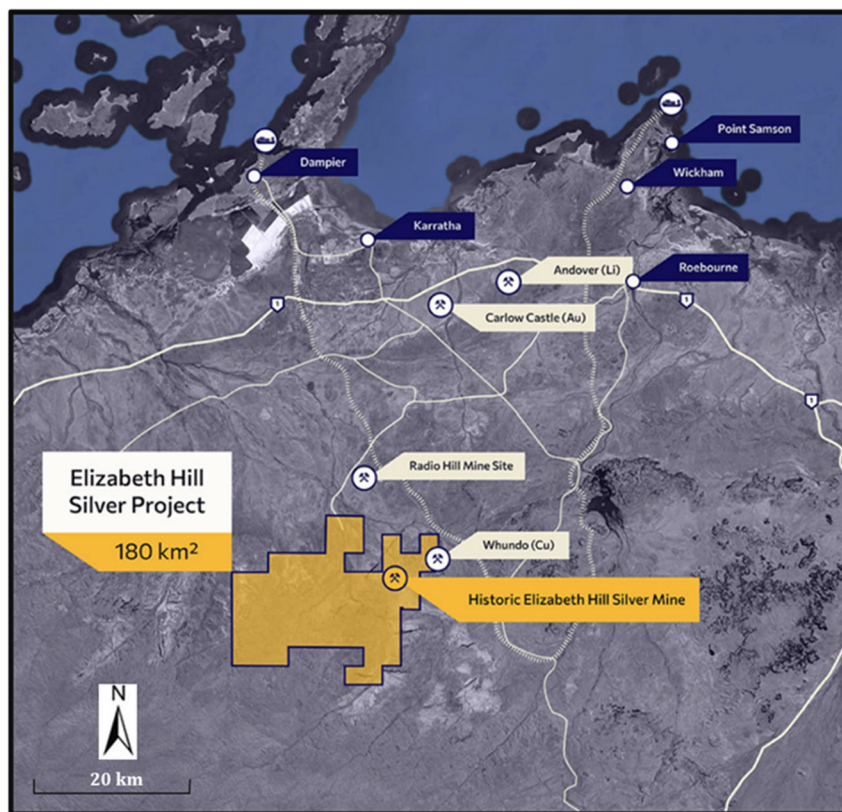 Point Samson
Dampier
Wickham
Karratha
Andover (Li)
Roebourne
1
1
Carlow Castle (Au)
1
Radio Hill Mine Site
Elizabeth Hill
Silver Project
180 km²
Whundo (Cu)
Historic Elizabeth Hill Silver Mine
N
20 km